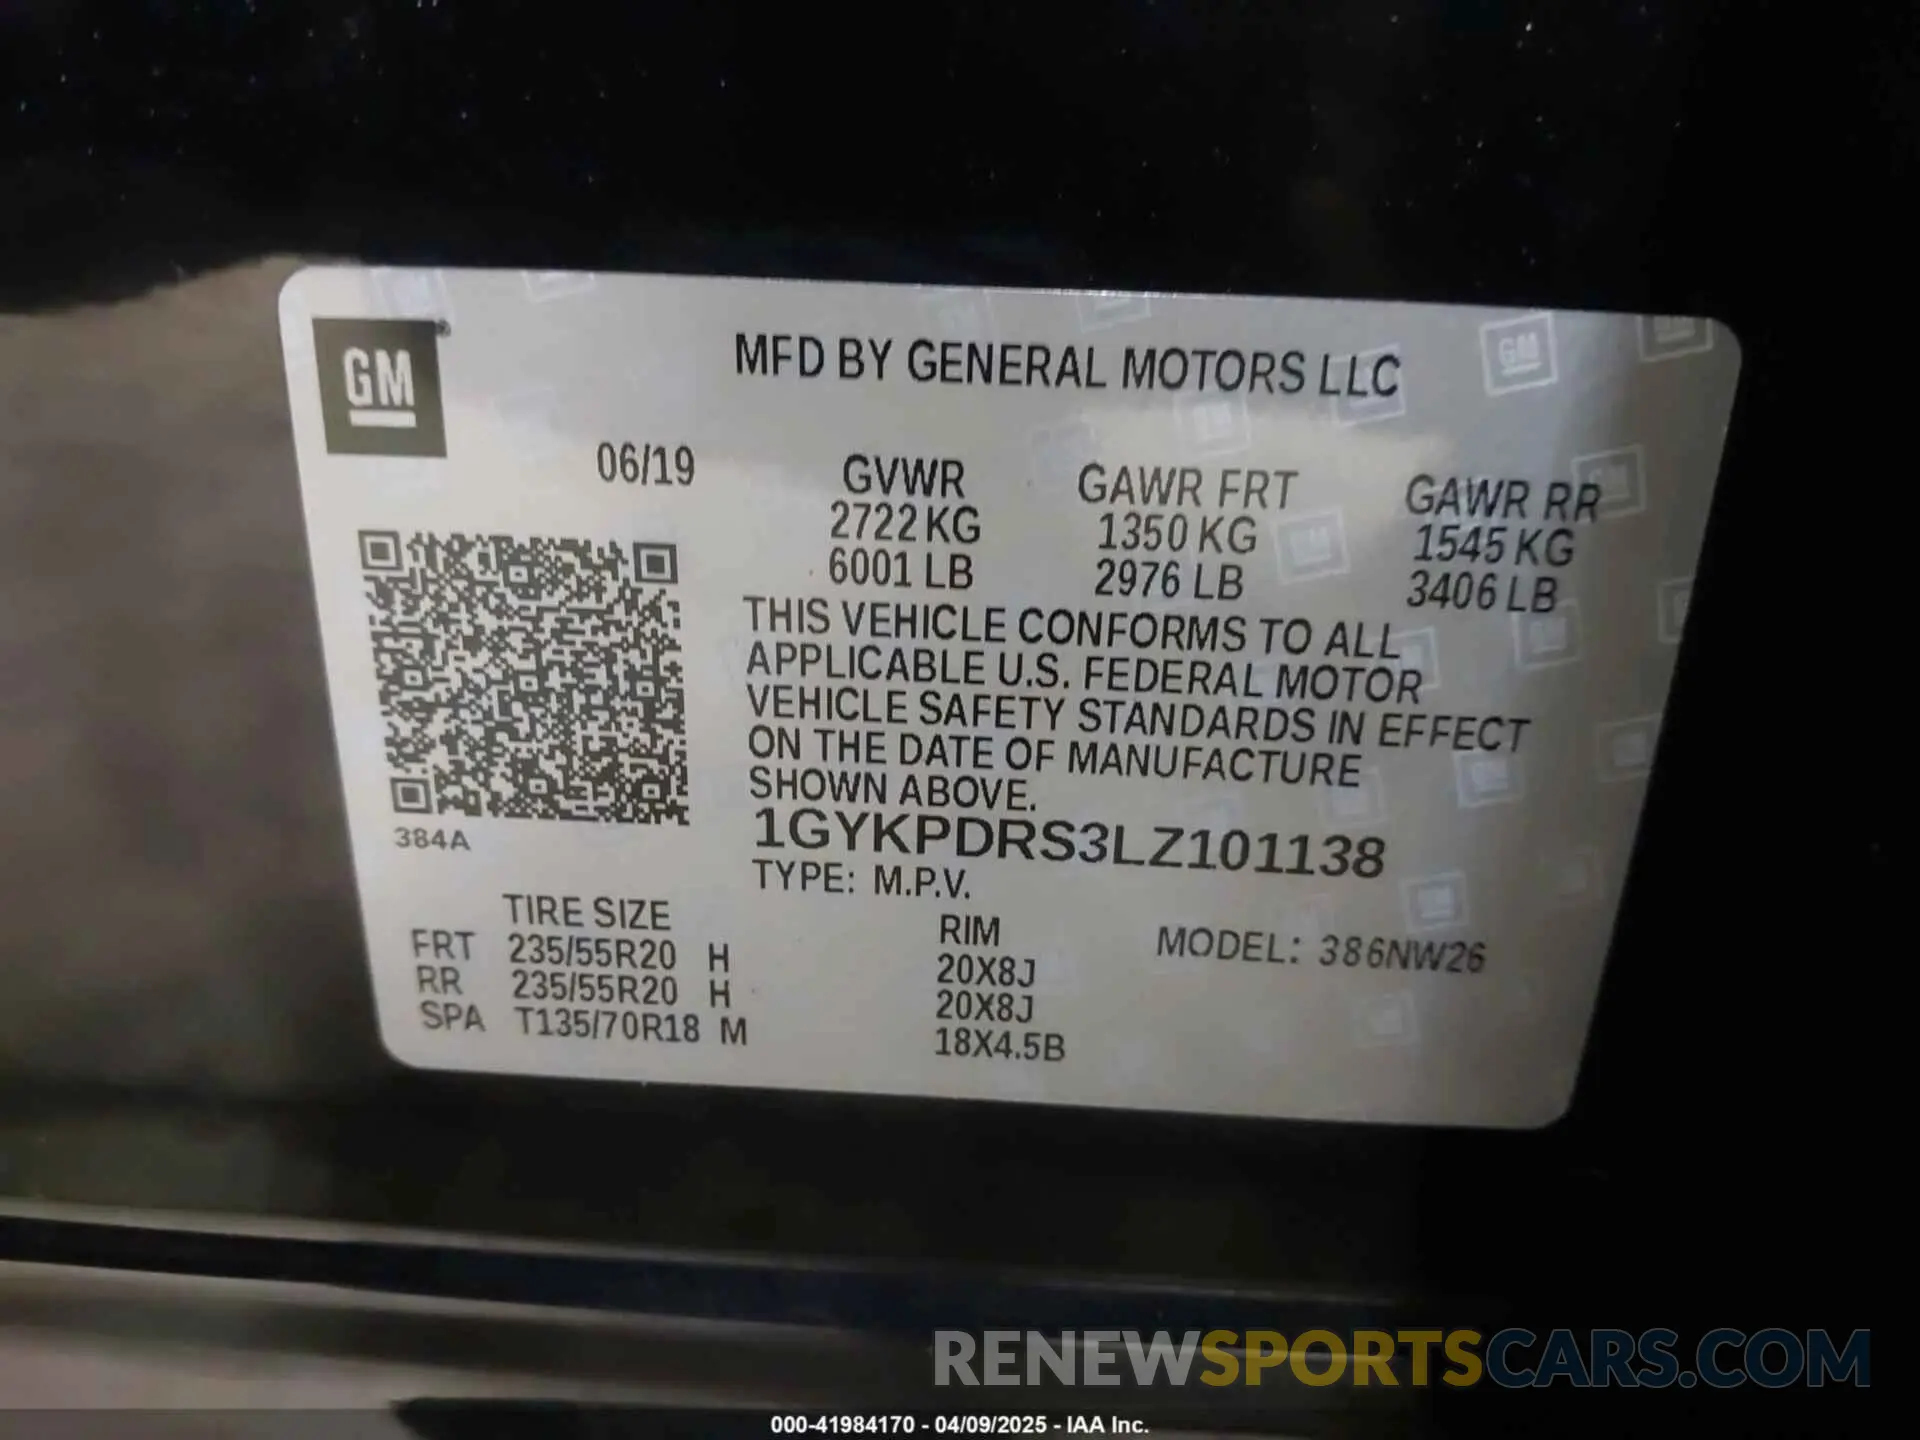 GM
MFD BY GENERAL MOTORS LLC
06/19
GVWR GAWR FRT GAWR RR
2722 KG 1350 KG 1545 KG
6001 LB 2976 LB 3406 LB
THIS VEHICLE CONFORMS TO ALL
APPLICABLE U.S. FEDERAL MOTOR
VEHICLE SAFETY STANDARDS IN EFFECT
ON THE DATE OF MANUFACTURE
SHOWN ABOVE.
1GYKPDRS3LZ101138
384A
TYPE: M.P.V.
TIRE SIZE RIM MODEL: 386NW26
FRT 235/55R20 H 20X8J
RR 235/55R20 H 20X8J
SPA T135/70R18 M 18X4.5B
RENEWSPORTSCARS.COM
000-41984170 - 04/09/2025 - IAA Inc.